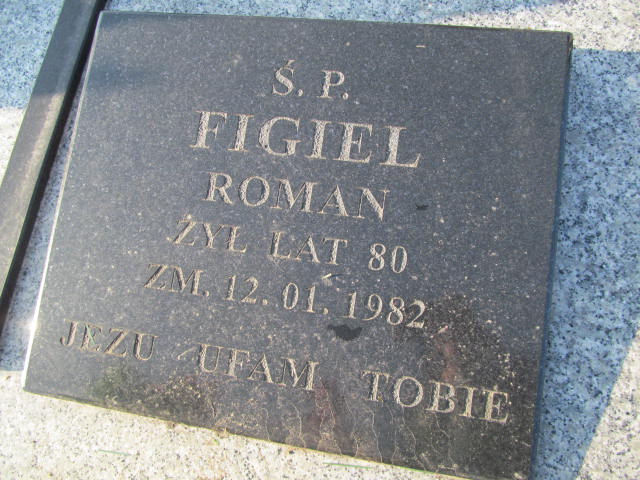 Ś. P.
FIGIEL
ROMAN
ŻYŁ LAT 80
ZM. 12. 01. 1982
JEZU UFAM TOBIE